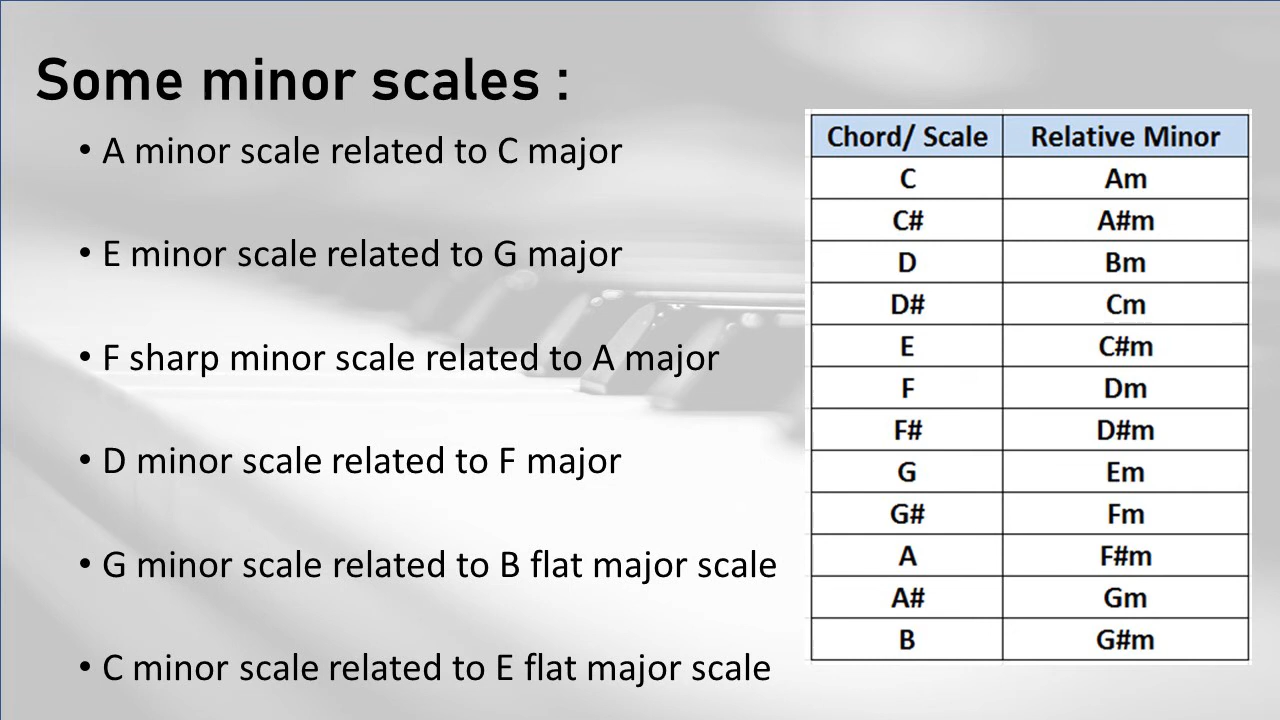 Some minor scales :
• A minor scale related to C major
• E minor scale related to G major
• F sharp minor scale related to A major
• D minor scale related to F major
• G minor scale related to B flat major scale
• C minor scale related to E flat major scale
Chord/ Scale Relative Minor
C Am
C# A#m
D Bm
D# Cm
E C#m
F Dm
F# D#m
G Em
G# Fm
A F#m
A# Gm
B G#m